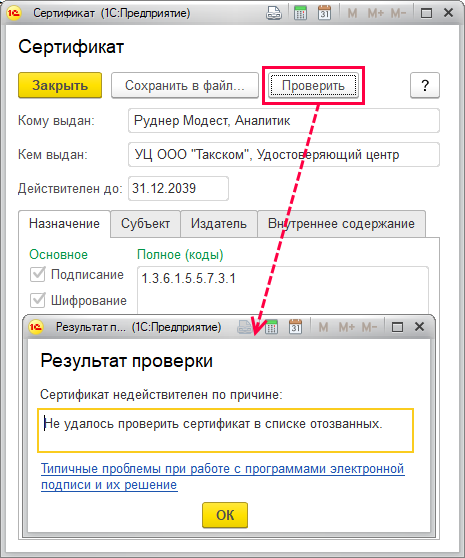 Сертификат (1С:Предприятие)
M M+ M-
Сертификат
Закрыть Сохранить в файл... Проверить ?
Кому выдан: Руднер Модест, Аналитик
Кем выдан: УЦ ООО "Такском", Удостоверяющий центр
Действителен до: 31.12.2039
Назначение Субъект Издатель Внутреннее содержание
Основное Полное (коды)
Подписание 1.3.6.1.5.5.7.3.1
Шифрование
Результат п... (1С:Предприятие) 31 M M+ M-
Результат проверки
Сертификат недействителен по причине:
Не удалось проверить сертификат в списке отозванных.
Типичные проблемы при работе с программами электронной
подписи и их решение
ОК